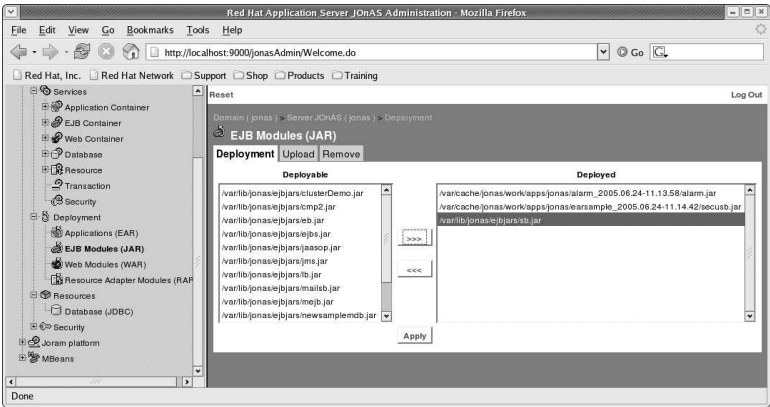 Red Hat Application Server JOnAS Administration - Mozilla Firefox
File Edit View Go Bookmarks Tools Help
http://localhost:9000/jonasAdmin/Welcome.do
Go
Red Hat, Inc. Red Hat Network Support Shop Products Training
Services
Application Container
EJB Container
Web Container
Database
Resource
Transaction
Security
Deployment
Applications (EAR)
EJB Modules (JAR)
Web Modules (WAR)
Resource Adapter Modules (RAR
Resources
Database (JDBC)
Security
Joram platform
MBeans
Reset Log Out
Domain ( jonas ) > Server JOnAS ( jonas ) > Deployment
EJB Modules (JAR)
Deployment Upload Remove
Deployable
/var/lib/jonas/ejbjars/clusterDemo.jar
/var/lib/jonas/ejbjars/cmp2.jar
/var/lib/jonas/ejbjars/eb.jar
/var/lib/jonas/ejbjars/ejbs.jar
/var/lib/jonas/ejbjars/jaasop.jar
/var/lib/jonas/ejbjars/jms.jar
/var/lib/jonas/ejbjars/lb.jar
/var/lib/jonas/ejbjars/mailsb.jar
/var/lib/jonas/ejbjars/mejb.jar
/var/lib/jonas/ejbjars/newsamplemdb.jar
>>>
<<<
Apply
Deployed
/var/cache/jonas/work/apps/jonas/alarm_2005.06.24-11.13.58/alarm.jar
/var/cache/jonas/work/apps/jonas/earsample_2005.06.24-11.14.42/secusb.jar
/var/lib/jonas/ejbjars/sb.jar
Done